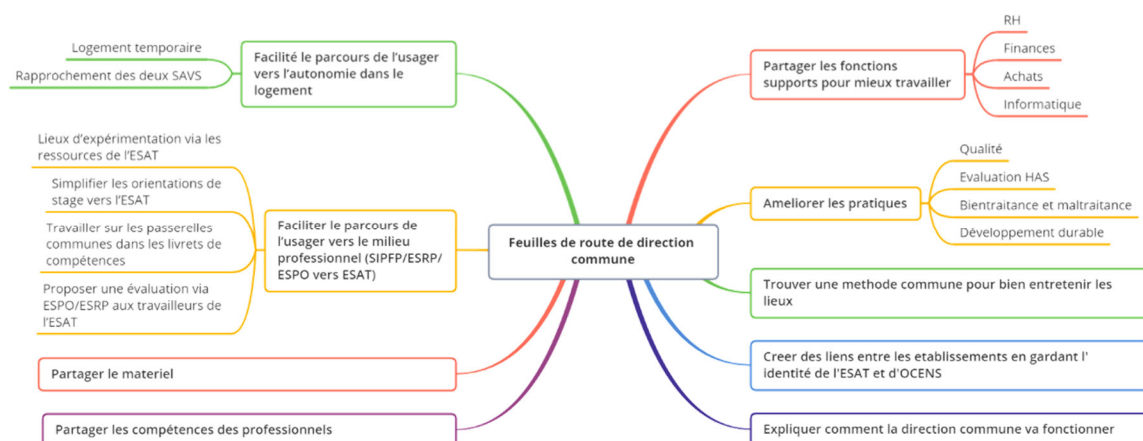 Feuilles de route de direction
commune
Partager les fonctions
supports pour mieux travailler
RH
Finances
Achats
Informatique
Ameliorer les pratiques
Qualité
Evaluation HAS
Bientraitance et maltraitance
Développement durable
Trouver une methode commune pour bien entretenir les
lieux
Creer des liens entre les etablissements en gardant l'
identité de l'ESAT et d'OCENS
Expliquer comment la direction commune va fonctionner
Facilité le parcours de l'usager
vers l'autonomie dans le
logement
Logement temporaire
Rapprochement des deux SAVS
Faciliter le parcours de
l'usager vers le milieu
professionnel (SIPFP/ESRP/
ESPO vers ESAT)
Lieux d'expérimentation via les
ressources de l'ESAT
Simplifier les orientations de
stage vers l'ESAT
Travailler sur les passerelles
communes dans les livrets de
compétences
Proposer une évaluation via
ESPO/ESRP aux travailleurs de
l'ESAT
Partager le materiel
Partager les compétences des professionnels